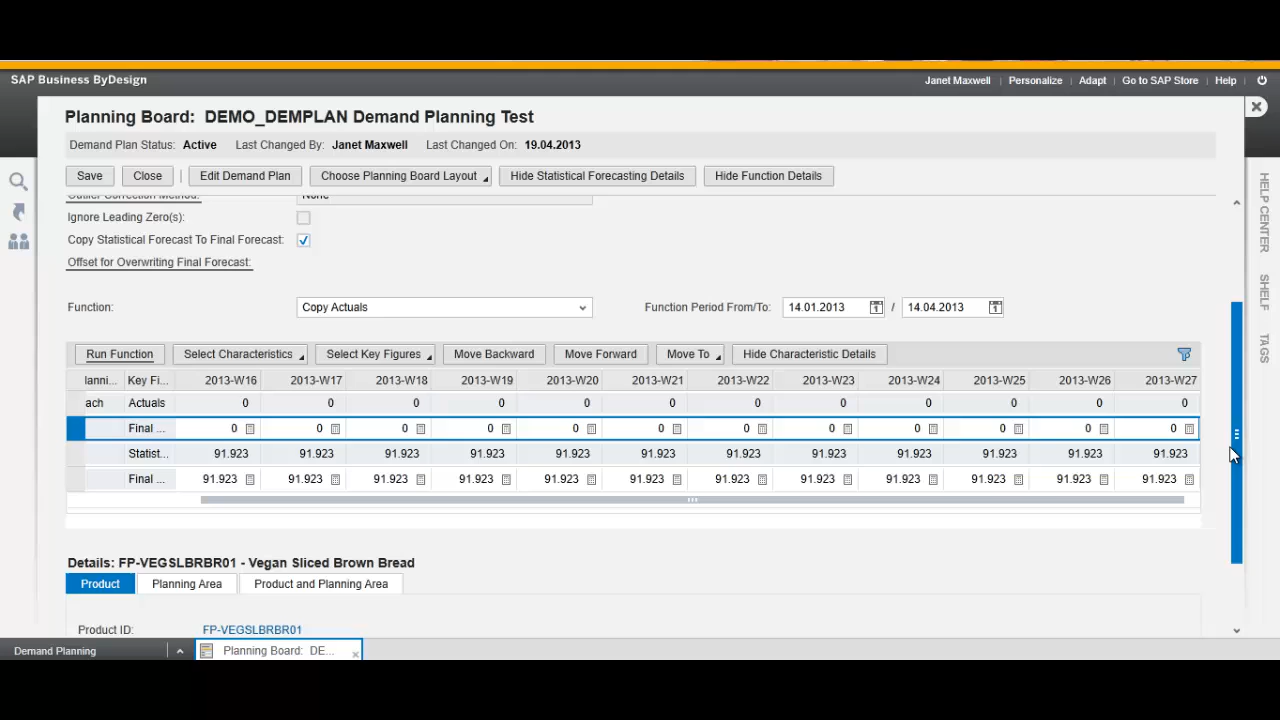 SAP Business ByDesign
Janet Maxwell | Personalize | Adapt | Go to SAP Store | Help
Planning Board: DEMO_DEMPLAN Demand Planning Test
Demand Plan Status: Active Last Changed By: Janet Maxwell Last Changed On: 19.04.2013
Save Close | Edit Demand Plan Choose Planning Board Layout Hide Statistical Forecasting Details Hide Function Details
Outlier Correction Method: None
Ignore Leading Zero(s):
Copy Statistical Forecast To Final Forecast:
Offset for Overwriting Final Forecast:
Function: Copy Actuals Function Period From/To: 14.01.2013 / 14.04.2013
Run Function Select Characteristics Select Key Figures Move Backward Move Forward Move To Hide Characteristic Details
lanni... Key Fi... 2013-W16 2013-W17 2013-W18 2013-W19 2013-W20 2013-W21 2013-W22 2013-W23 2013-W24 2013-W25 2013-W26 2013-W27
ach Actuals 0 0 0 0 0 0 0 0 0 0 0 0
Final ... 0 0 0 0 0 0 0 0 0 0 0 0
Statist... 91.923 91.923 91.923 91.923 91.923 91.923 91.923 91.923 91.923 91.923 91.923 91.923
Final ... 91.923 91.923 91.923 91.923 91.923 91.923 91.923 91.923 91.923 91.923 91.923 91.923
Details: FP-VEGSLBRBR01 - Vegan Sliced Brown Bread
Product Planning Area Product and Planning Area
Product ID: FP-VEGSLBRBR01
Demand Planning Planning Board: DE...
HELP CENTER
SHELF
TAGS